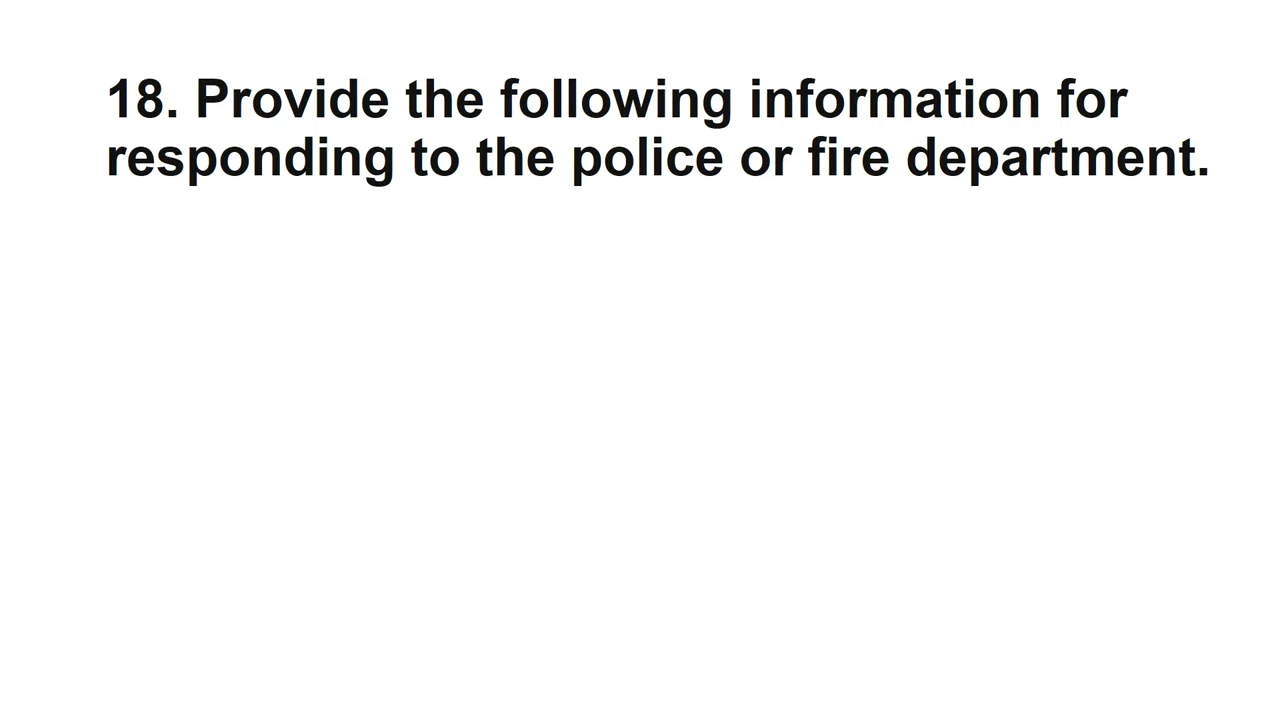 18. Provide the following information for
responding to the police or fire department.